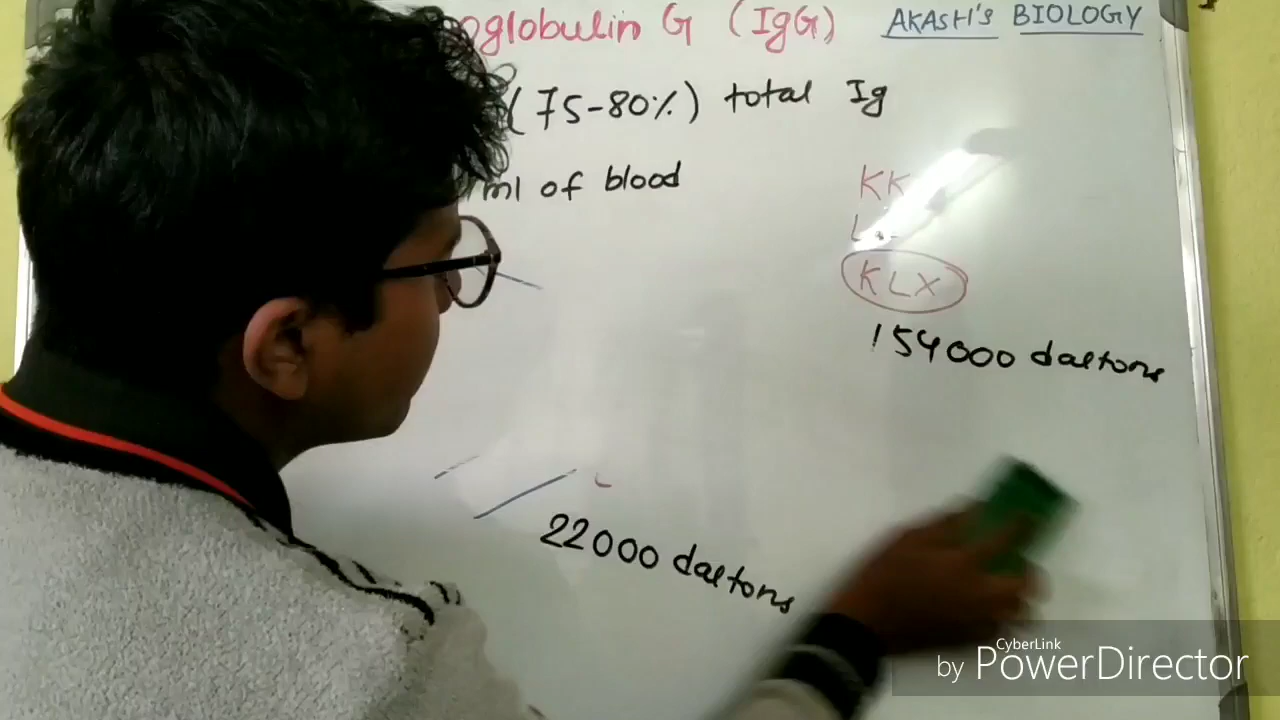 oglobulin G (IgG)
AKASH'S BIOLOGY
(75-80%) total Ig
ml of blood
KK
KLX
154000 daltons
22000 daltons
CyberLink
by PowerDirector